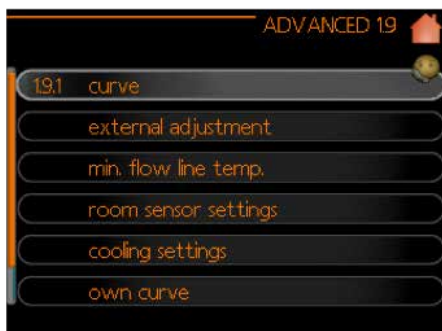 ADVANCED 1.9
1.9.1 curve
external adjustment
min. flow line temp.
room sensor settings
cooling settings
own curve